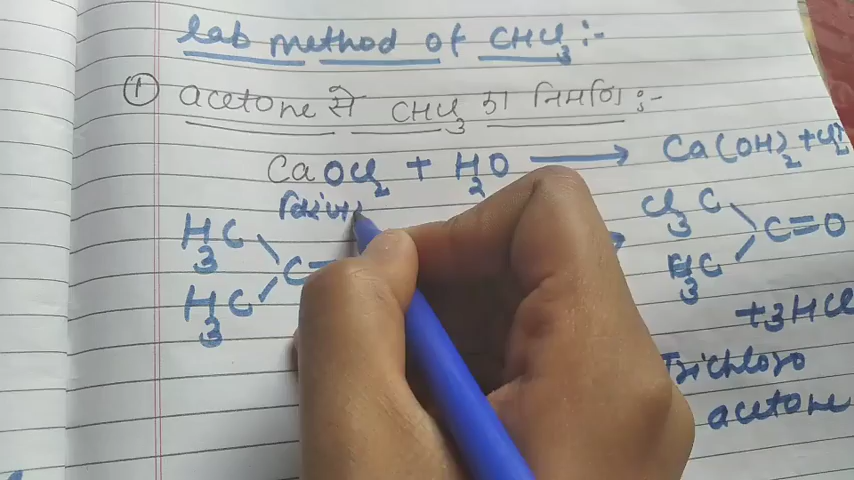 lab method of CHCl3 :-
① acetone से CHCl3 का निर्माण :-
CaOCl2 + H2O → Ca(OH)2 + Cl2↑
H3C Cl3C C=O
H3C C H3C
+3HCl
Trichloro
acetone